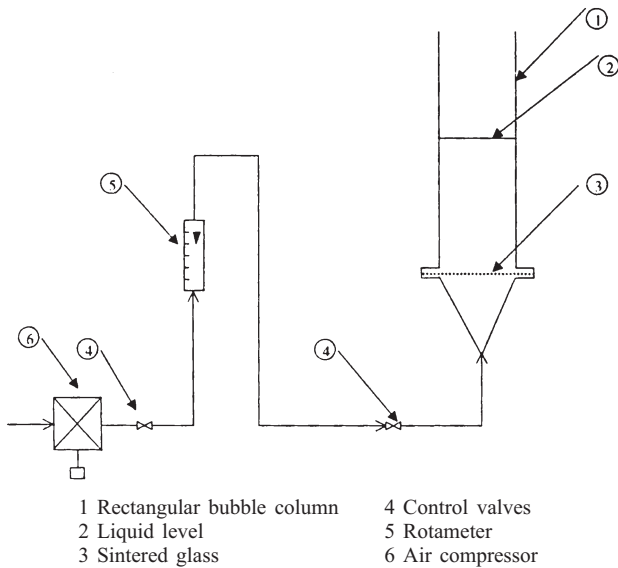 1
2
5
3
6
4
4
1 Rectangular bubble column
2 Liquid level
3 Sintered glass
4 Control valves
5 Rotameter
6 Air compressor